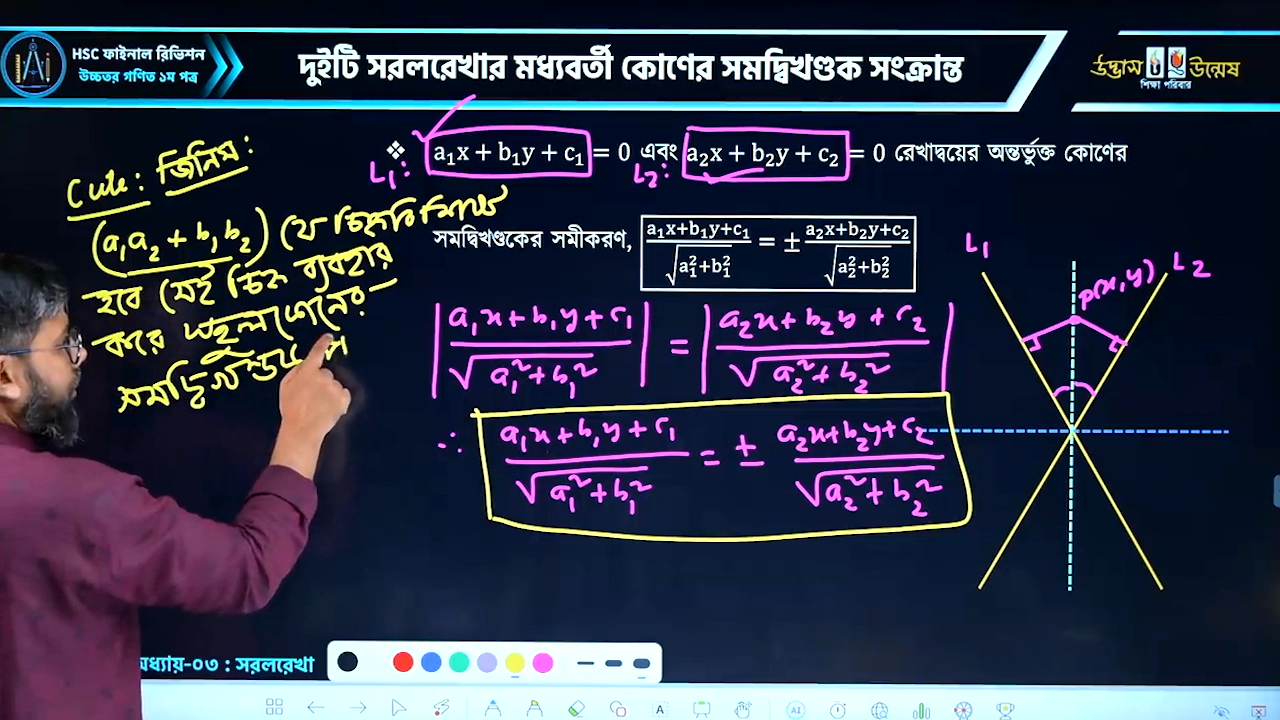 HSC ফাইনাল রিভিশন
উচ্চতর গণিত ১ম পত্র
দুইটি সরলরেখার মধ্যবর্তী কোণের সমদ্বিখণ্ডক সংক্রান্ত
উদ্ভাস উন্মেষ
শিক্ষা পরিবার
❖ a₁x + b₁y + c₁ = 0 এবং a₂x + b₂y + c₂ = 0 রেখাদ্বয়ের অন্তর্ভুক্ত কোণের
L₁: L₂:
সমদ্বিখণ্ডকের সমীকরণ, (a₁x+b₁y+c₁)/√(a₁²+b₁²) = ± (a₂x+b₂y+c₂)/√(a₂²+b₂²)
Cute: জিনিস:
(a₁a₂ + b₁b₂) যে
হবে সেই চিহ্ন ব্যবহার
করে স্থূলকোণের
|(a₁x+b₁y+c₁)/√(a₁²+b₁²)| = |(a₂x+b₂y+c₂)/√(a₂²+b₂²)|
∴ (a₁x+b₁y+c₁)/√(a₁²+b₁²) = ± (a₂x+b₂y+c₂)/√(a₂²+b₂²)
L₁ L₂
P(x,y)
ধ্যায়-০৩ : সরলরেখা
A
AI